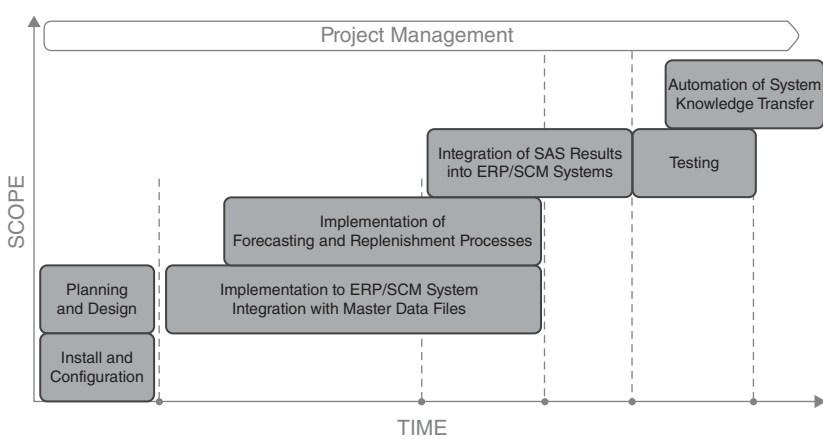 Project Management
Automation of System
Knowledge Transfer
Integration of SAS Results
into ERP/SCM Systems
Testing
Implementation of
Forecasting and Replenishment Processes
Planning
and Design
Implementation to ERP/SCM System
Integration with Master Data Files
Install and
Configuration
SCOPE
TIME